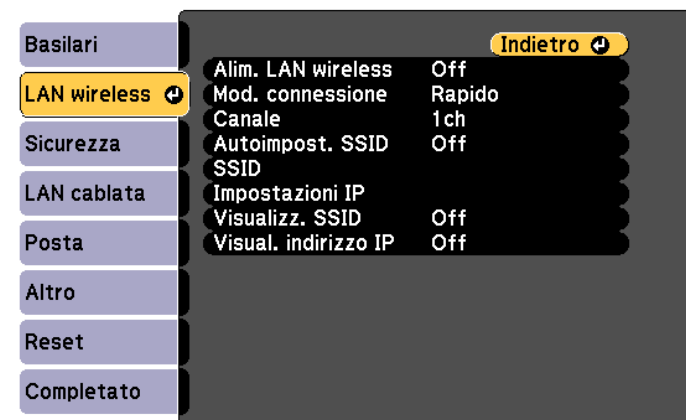 Basilari
LAN wireless
Sicurezza
LAN cablata
Posta
Altro
Reset
Completato
Indietro
Alim. LAN wireless Off
Mod. connessione Rapido
Canale 1ch
Autoimpost. SSID Off
SSID
Impostazioni IP
Visualizz. SSID Off
Visual. indirizzo IP Off